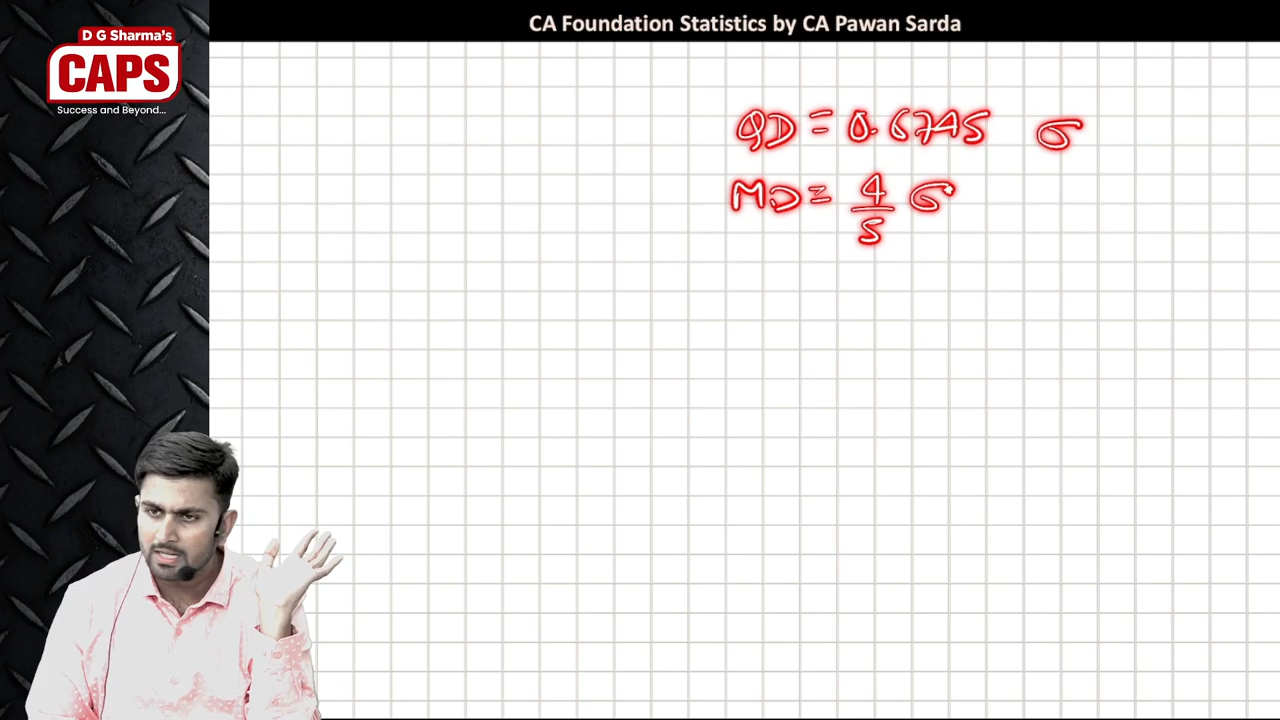 CA Foundation Statistics by CA Pawan Sarda
D G Sharma's
CAPS
Success and Beyond...
QD = 0.6745 σ
MD = 4/5 σ